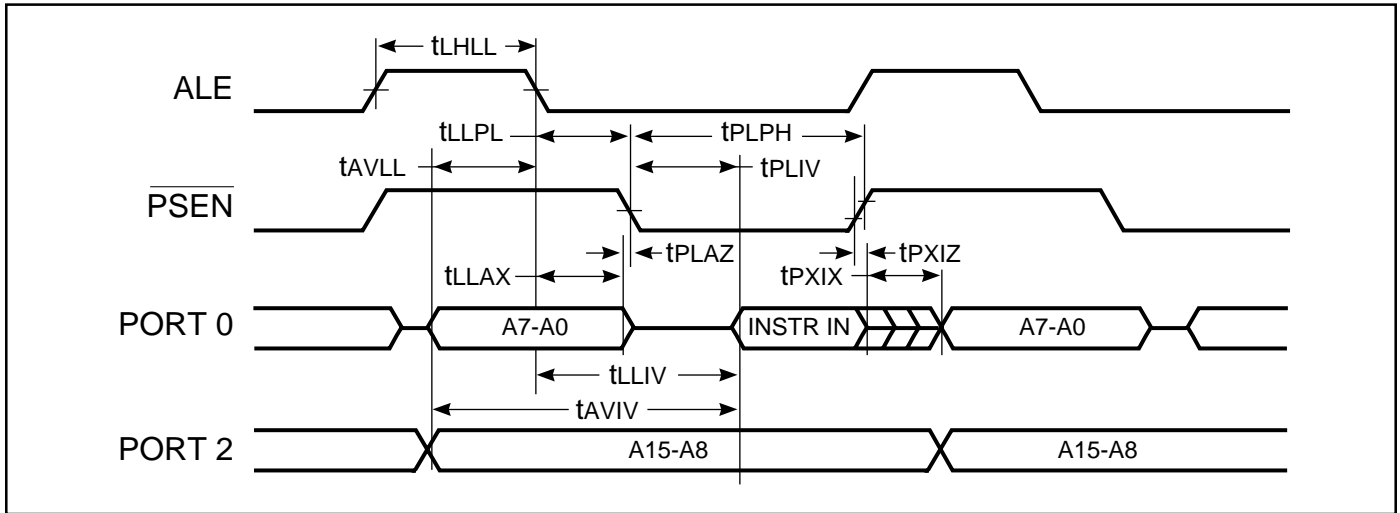 tLHLL
ALE
tLLPL
tPLPH
tAVLL
tPLIV
PSEN
tPLAZ
tPXIZ
tLLAX
tPXIX
PORT 0
A7-A0
INSTR IN
A7-A0
tLLIV
tAVIV
PORT 2
A15-A8
A15-A8